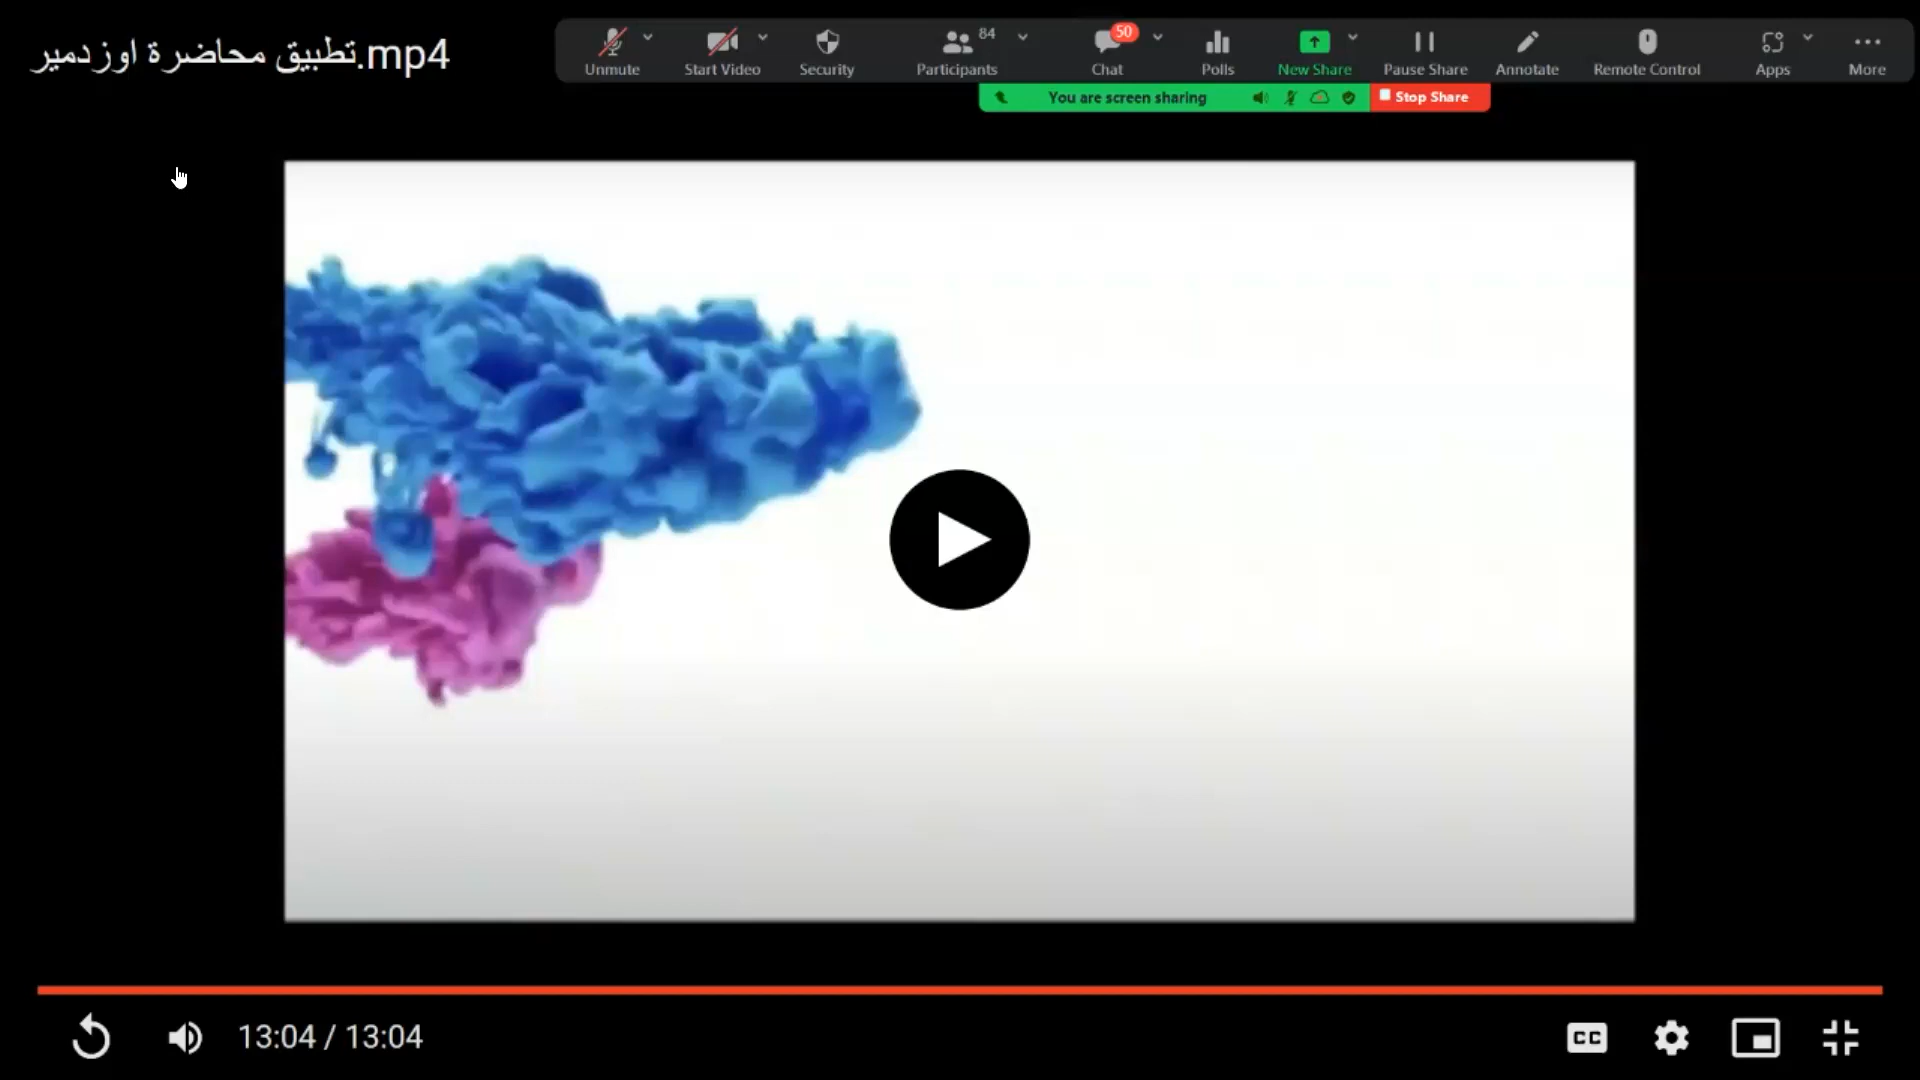 تطبيق محاضرة اوزدمير.mp4
Unmute
Start Video
Security
84
Participants
50
Chat
Polls
New Share
Pause Share
Annotate
Remote Control
Apps
More
You are screen sharing
Stop Share
13:04 / 13:04
CC